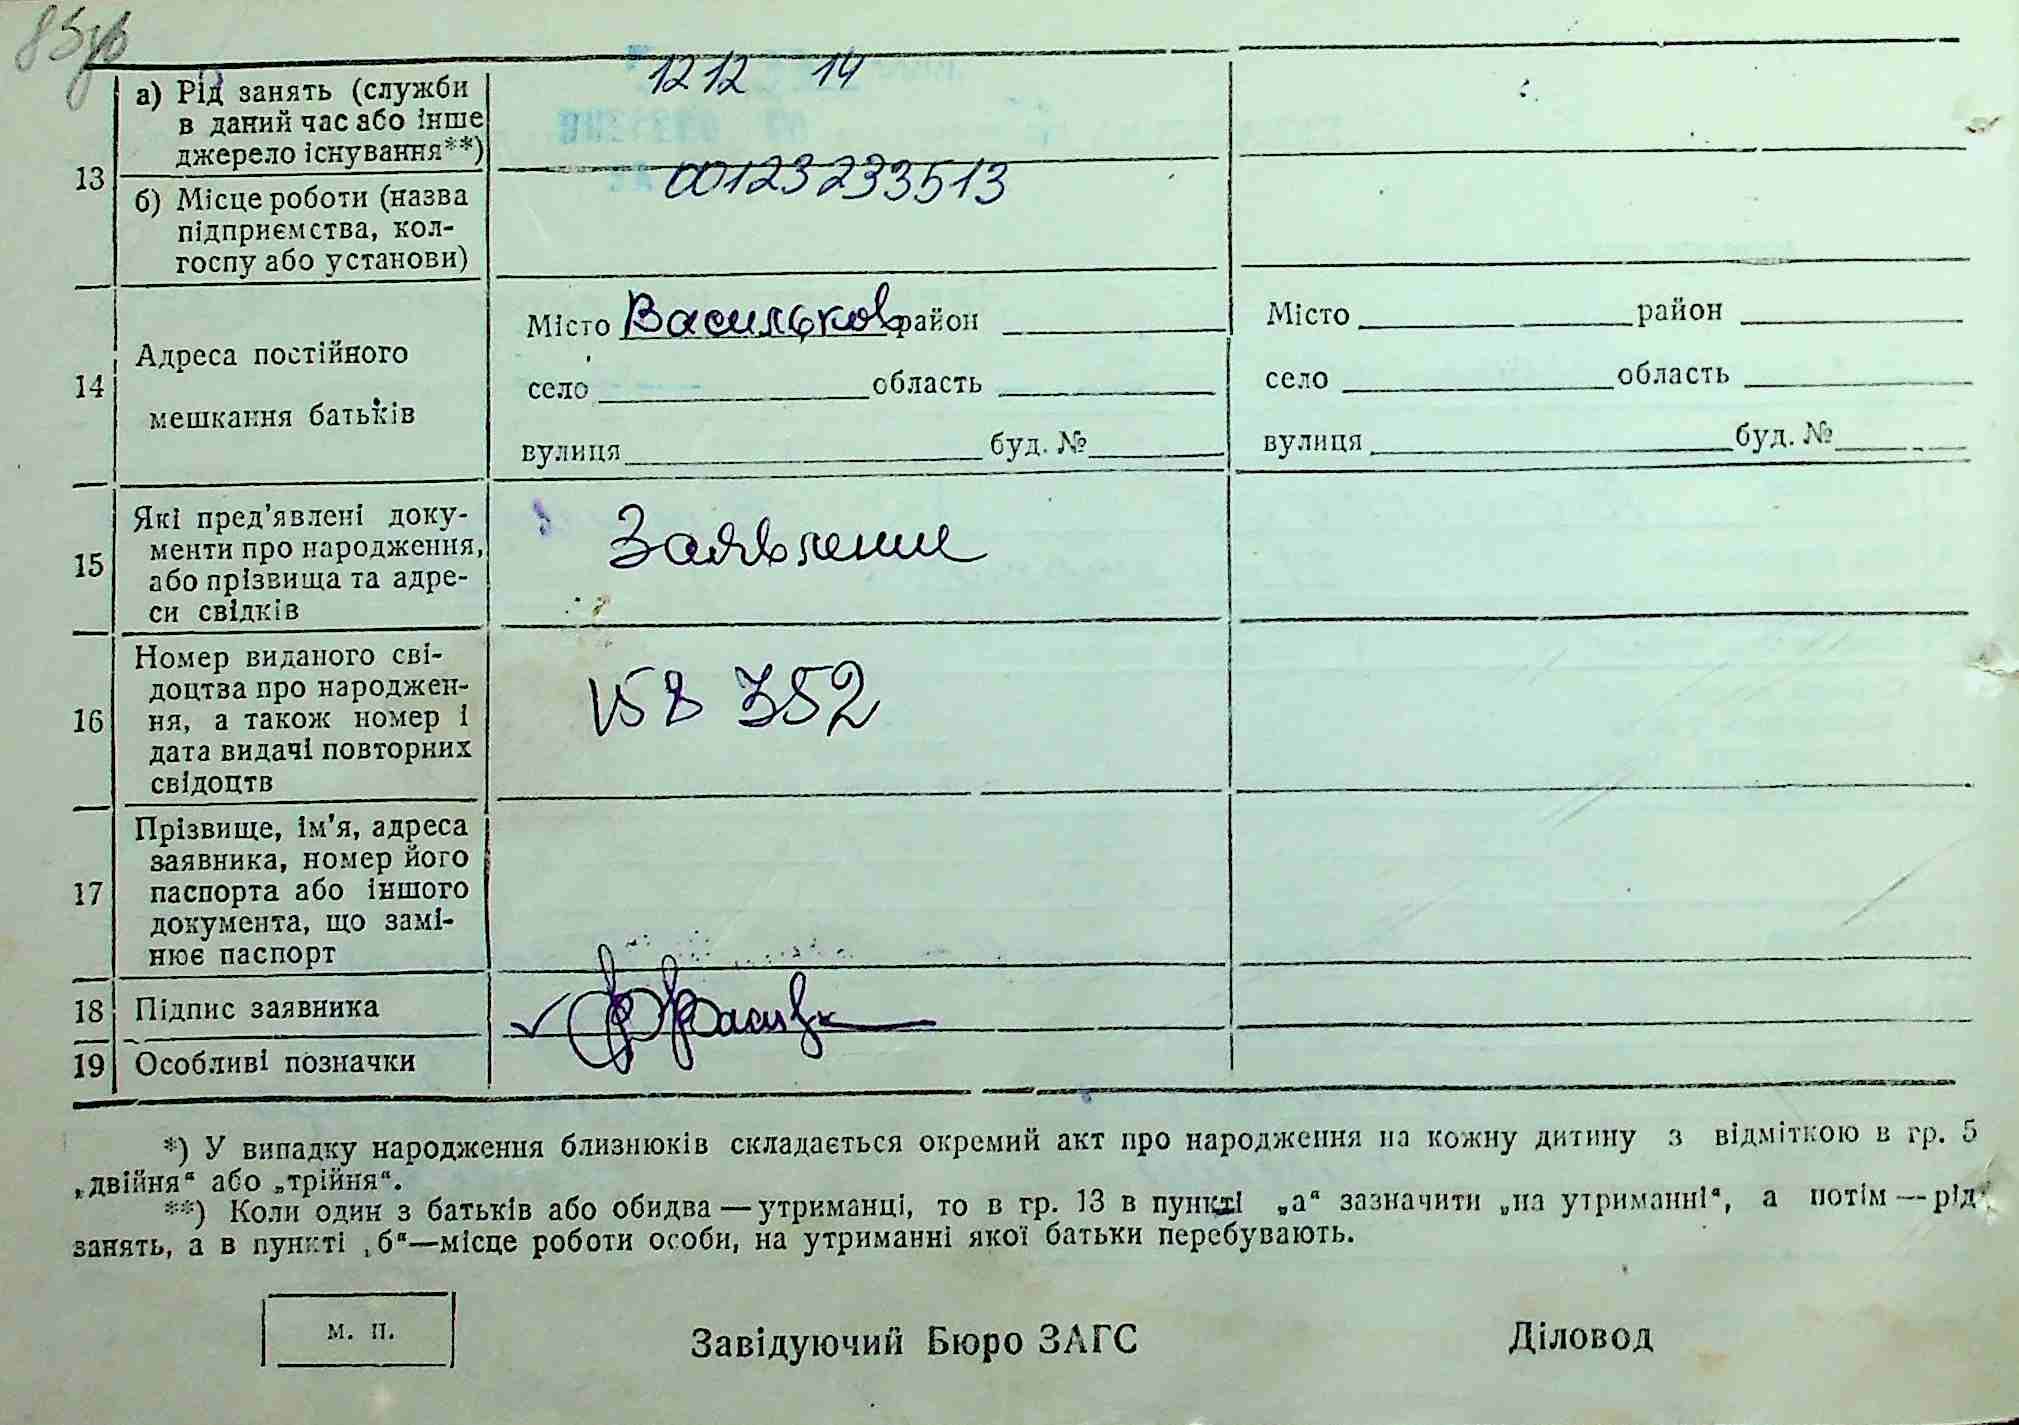 85зв
13
а) Рід занять (служби
в даний час або інше
джерело існування**)
1212 14
00123233513
б) Місце роботи (назва
підприємства, кол-
госпу або установи)
14
Адреса постійного
мешкання батьків
Місто Васильков район
село область
вулиця буд. №
Місто район
село область
вулиця буд. №
15
Які пред'явлені доку-
менти про народження,
або прізвища та адре-
си свідків
Заявление
16
Номер виданого сві-
доцтва про народжен-
ня, а також номер і
дата видачі повторних
свідоцтв
158 352
17
Прізвище, ім'я, адреса
заявника, номер його
паспорта або іншого
документа, що замі-
нює паспорт
18
Підпис заявника
19
Особливі позначки
*) У випадку народження близнюків складається окремий акт про народження на кожну дитину з відміткою в гр. 5
„двійня“ або „трійня“.
**) Коли один з батьків або обидва — утриманці, то в гр. 13 в пункті „а“ зазначити „на утриманні“, а потім — рід
занять, а в пункті „б“—місце роботи особи, на утриманні якої батьки перебувають.
м. п.
Завідуючий Бюро ЗАГС
Діловод